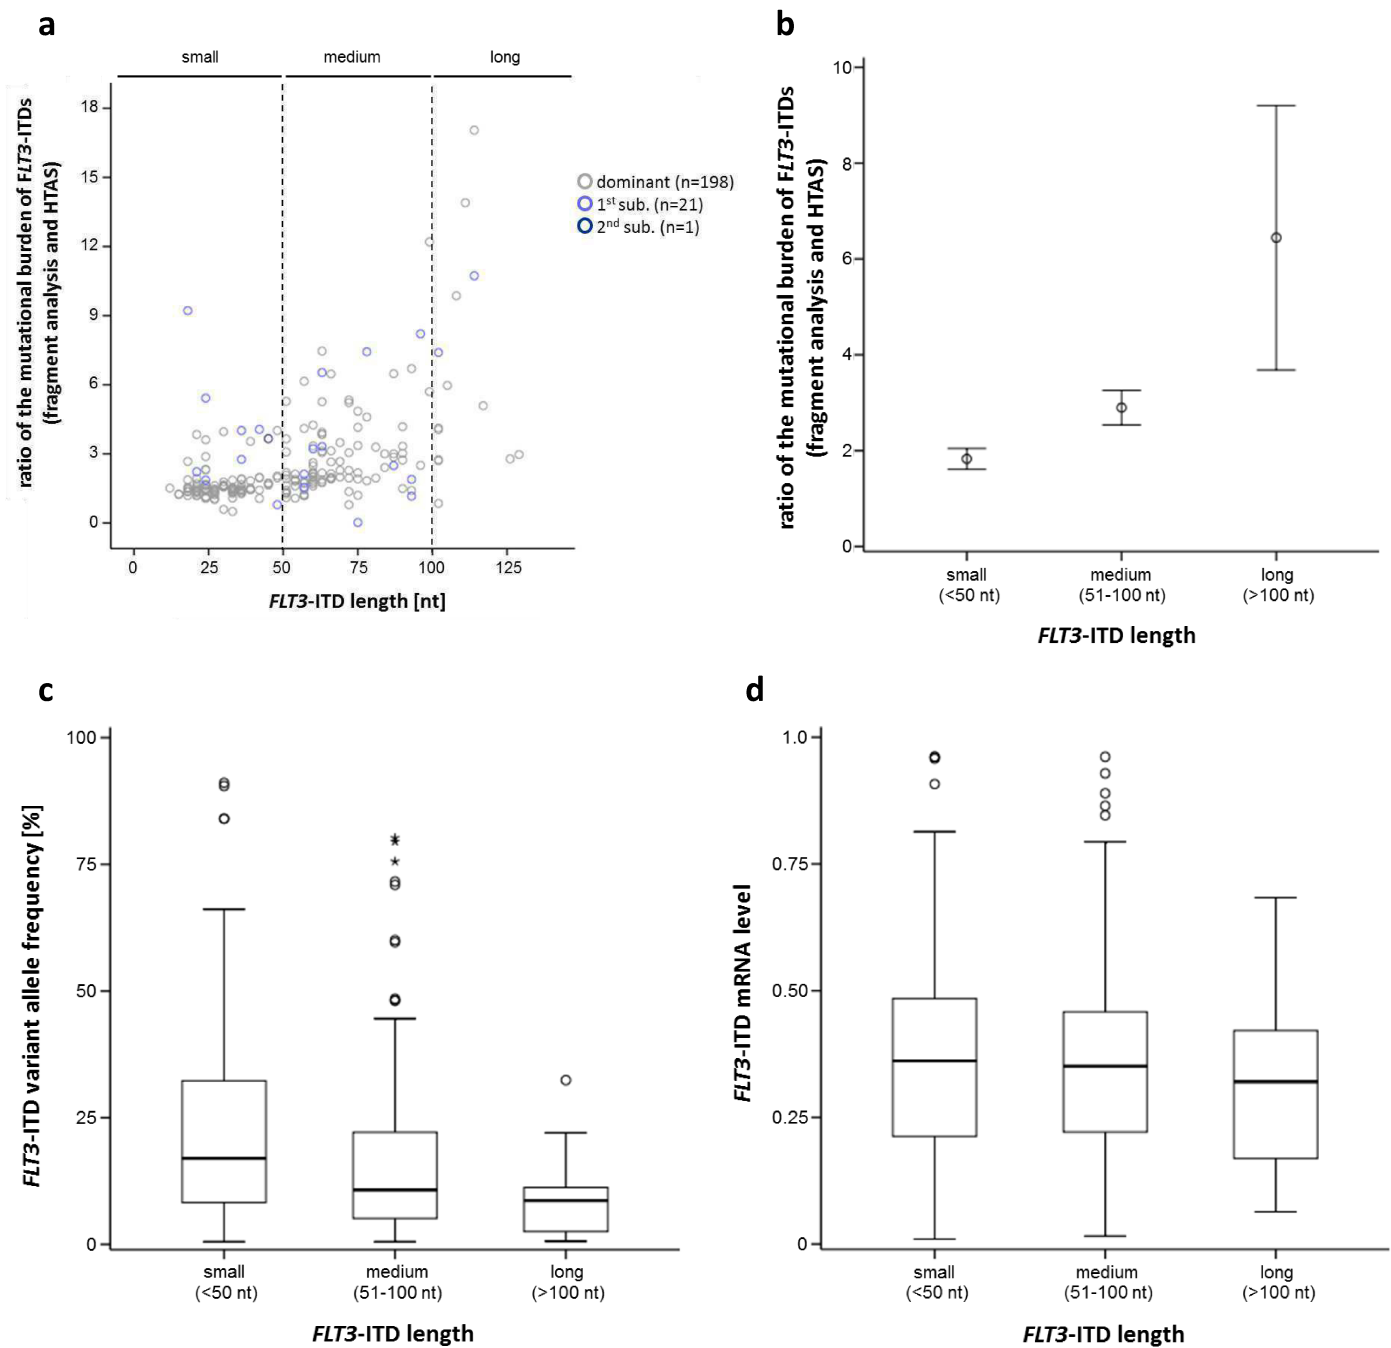 a
small medium long
ratio of the mutational burden of FLT3-ITDs
(fragment analysis and HTAS)
18
15
12
9
6
3
0
0 25 50 75 100 125
FLT3-ITD length [nt]
dominant (n=198)
1st sub. (n=21)
2nd sub. (n=1)
b
ratio of the mutational burden of FLT3-ITDs
(fragment analysis and HTAS)
10
8
6
4
2
0
small medium long
(<50 nt) (51-100 nt) (>100 nt)
FLT3-ITD length
c
FLT3-ITD variant allele frequency [%]
100
75
50
25
0
small medium long
(<50 nt) (51-100 nt) (>100 nt)
FLT3-ITD length
d
FLT3-ITD mRNA level
1.0
0.75
0.50
0.25
0
small medium long
(<50 nt) (51-100 nt) (>100 nt)
FLT3-ITD length